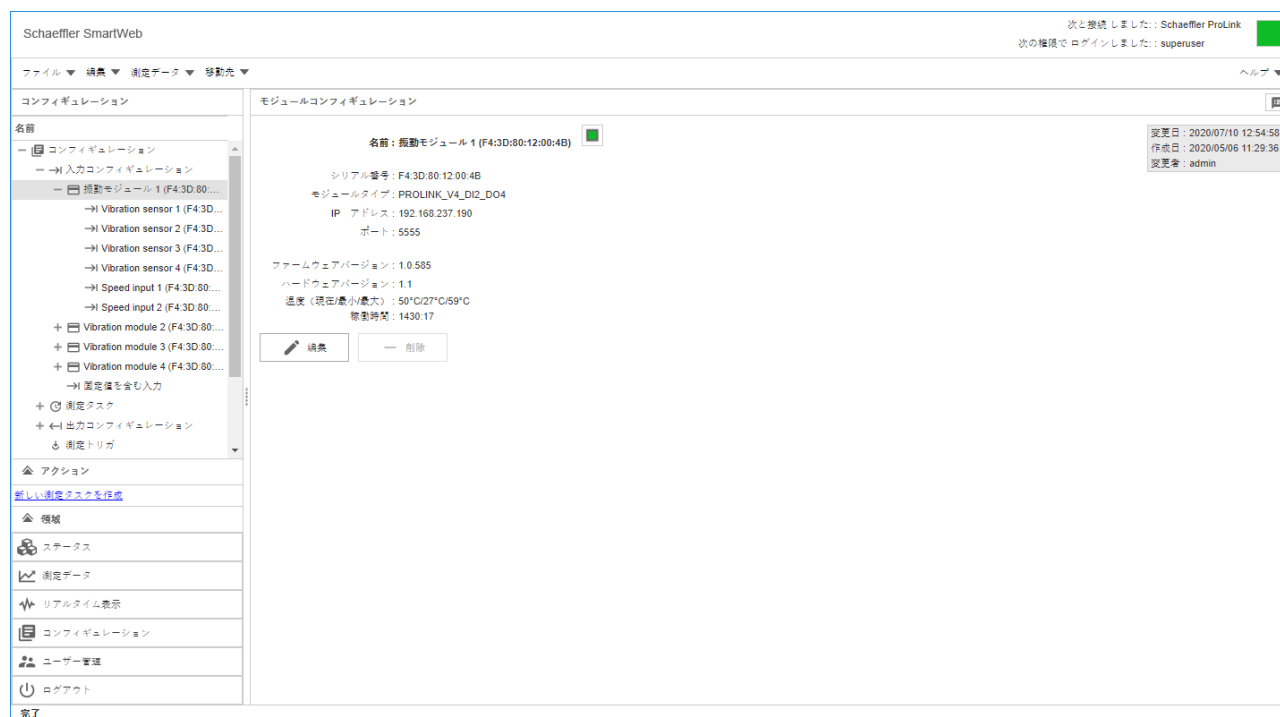 Schaeffler SmartWeb
次と接続 しました: : Schaeffler ProLink
次の権限で ログインしました: : superuser
ファイル ▼ 編集 ▼ 測定データ ▼ 移動先 ▼ ヘルプ ▼
コンフィギュレーション
モジュールコンフィギュレーション
名前
コンフィギュレーション
入力コンフィギュレーション
振動モジュール 1 (F4:3D:80:...
Vibration sensor 1 (F4:3D...
Vibration sensor 2 (F4:3D...
Vibration sensor 3 (F4:3D...
Vibration sensor 4 (F4:3D...
Speed input 1 (F4:3D:80:...
Speed input 2 (F4:3D:80:...
Vibration module 2 (F4:3D:80:...
Vibration module 3 (F4:3D:80:...
Vibration module 4 (F4:3D:80:...
固定値を含む入力
測定タスク
出力コンフィギュレーション
測定トリガ
アクション
新しい測定タスクを作成
領域
ステータス
測定データ
リアルタイム表示
コンフィギュレーション
ユーザー管理
ログアウト
完了
名前 : 振動モジュール 1 (F4:3D:80:12:00:4B)
シリアル番号 : F4:3D:80:12:00:4B
モジュールタイプ : PROLINK_V4_DI2_DO4
IP アドレス : 192.168.237.190
ポート : 5555
ファームウェアバージョン : 1.0.585
ハードウェアバージョン : 1.1
温度（現在/最小/最大） : 50°C/27°C/59°C
稼働時間 : 1430:17
編集
削除
変更日 : 2020/07/10 12:54:58
作成日 : 2020/05/06 11:29:36
変更者 : admin